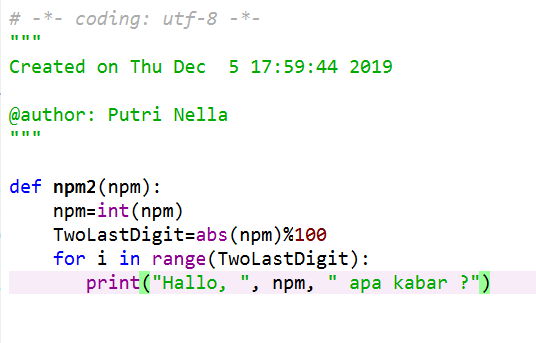 # -*- coding: utf-8 -*-
"""
Created on Thu Dec  5 17:59:44 2019

@author: Putri Nella
"""

def npm2(npm):
    npm=int(npm)
    TwoLastDigit=abs(npm)%100
    for i in range(TwoLastDigit):
       print("Hallo, ", npm, " apa kabar ?")